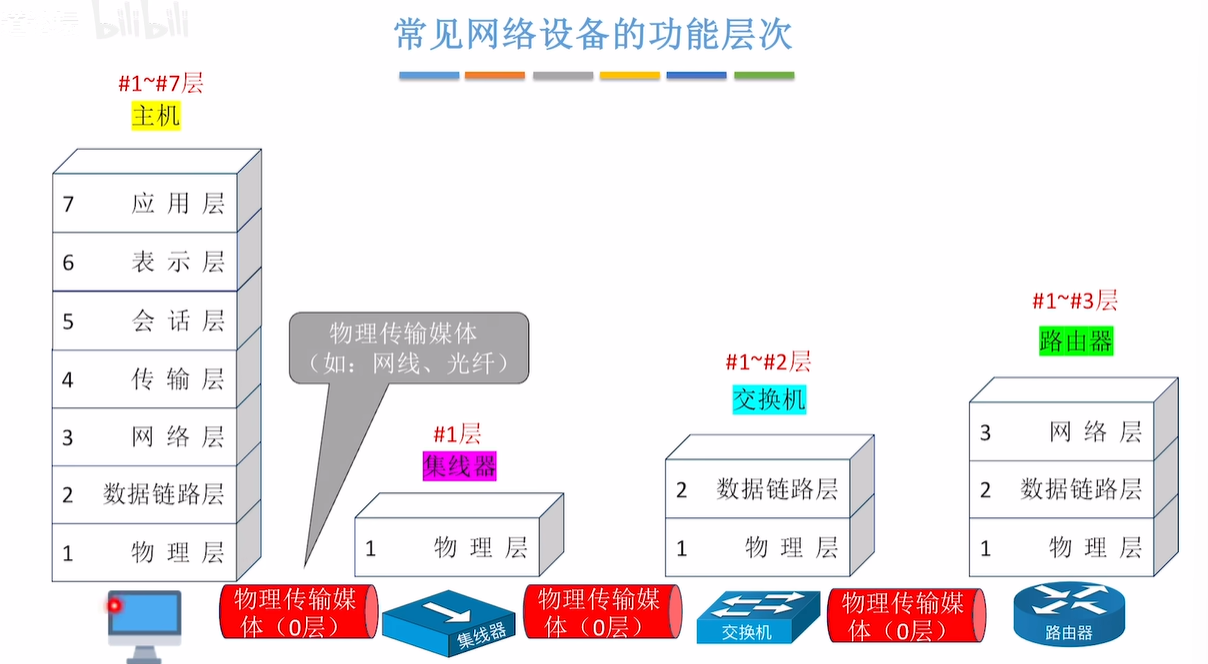 bilibili
常见网络设备的功能层次
#1~#7层
主机
7 应用层
6 表示层
5 会话层
4 传输层
3 网络层
2 数据链路层
1 物理层
物理传输媒体
（如：网线、光纤）
#1层
集线器
1 物理层
#1~#2层
交换机
2 数据链路层
1 物理层
#1~#3层
路由器
3 网络层
2 数据链路层
1 物理层
物理传输媒
体（0层）
集线器
物理传输媒
体（0层）
交换机
物理传输媒
体（0层）
路由器